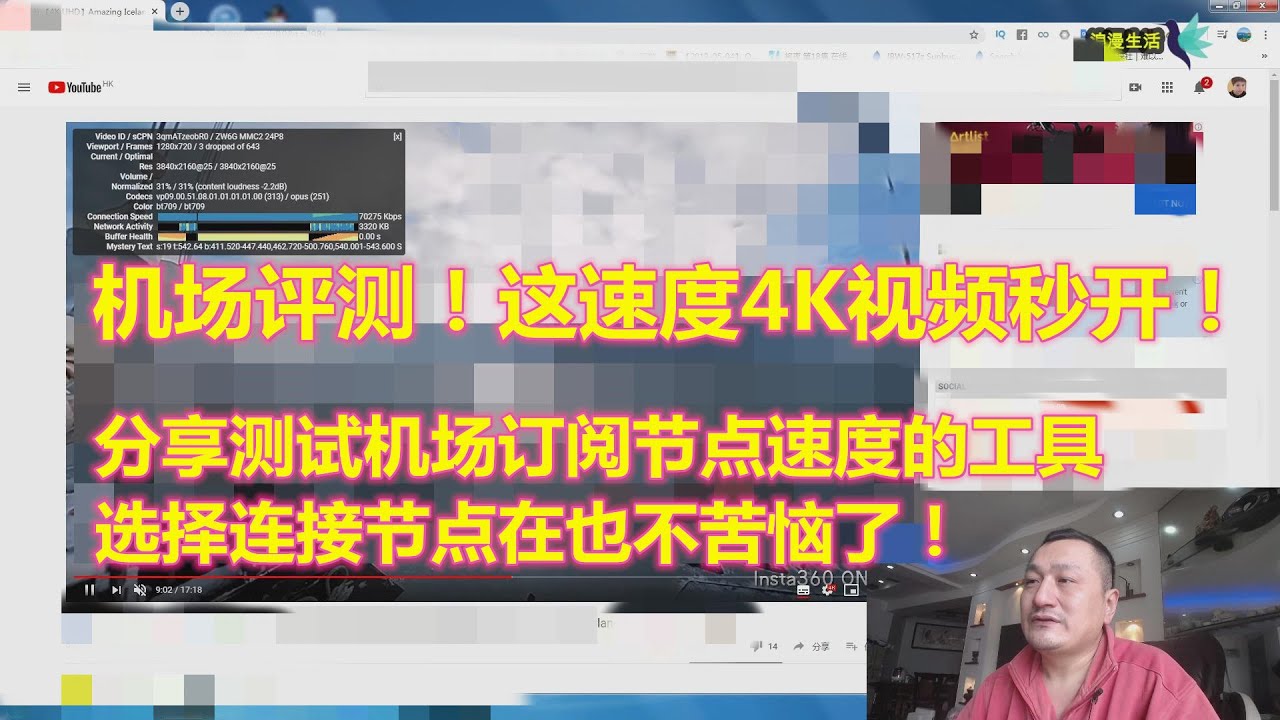 UHD] Amazing Icelan
浪漫生活
YouTube HK
2
Video ID / sCPN 3qmATzeobR0 / ZW6G MMC2 24P8 [x]
Viewport / Frames 1280x720 / 3 dropped of 643
Current / Optimal
Res 3840x2160@25 / 3840x2160@25
Volume /
Normalized 31% / 31% (content loudness -2.2dB)
Codecs vp09.00.51.08.01.01.01.01.00 (313) / opus (251)
Color bt709 / bt709
Connection Speed 70275 Kbps
Network Activity 3320 KB
Buffer Health 0.00 s
Mystery Text s:19 t:542.64 b:411.520-447.440,462.720-500.760,540.001-543.600 S
Artlist
机场评测！这速度4K视频秒开！
SOCIAL
分享测试机场订阅节点速度的工具
选择连接节点在也不苦恼了！
Insta360 ON
9:02 / 17:18
14 分享